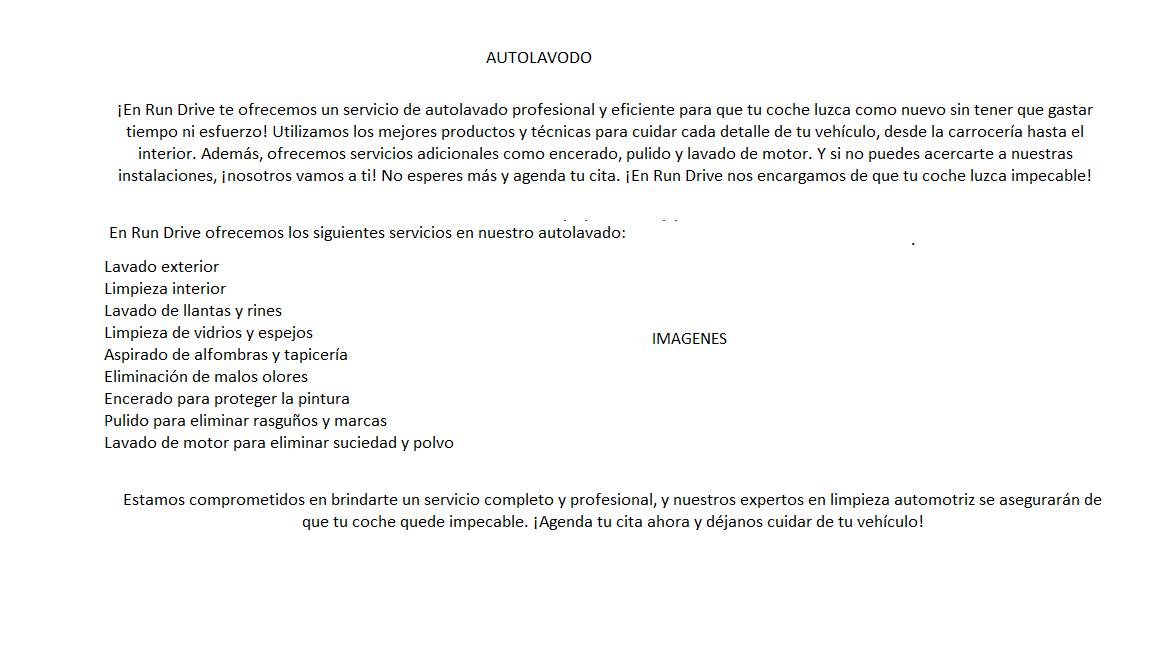 AUTOLAVODO
¡En Run Drive te ofrecemos un servicio de autolavado profesional y eficiente para que tu coche luzca como nuevo sin tener que gastar
tiempo ni esfuerzo! Utilizamos los mejores productos y técnicas para cuidar cada detalle de tu vehículo, desde la carrocería hasta el
interior. Además, ofrecemos servicios adicionales como encerado, pulido y lavado de motor. Y si no puedes acercarte a nuestras
instalaciones, ¡nosotros vamos a ti! No esperes más y agenda tu cita. ¡En Run Drive nos encargamos de que tu coche luzca impecable!
En Run Drive ofrecemos los siguientes servicios en nuestro autolavado:
Lavado exterior
Limpieza interior
Lavado de llantas y rines
Limpieza de vidrios y espejos
Aspirado de alfombras y tapicería
Eliminación de malos olores
Encerado para proteger la pintura
Pulido para eliminar rasguños y marcas
Lavado de motor para eliminar suciedad y polvo
IMAGENES
Estamos comprometidos en brindarte un servicio completo y profesional, y nuestros expertos en limpieza automotriz se asegurarán de
que tu coche quede impecable. ¡Agenda tu cita ahora y déjanos cuidar de tu vehículo!